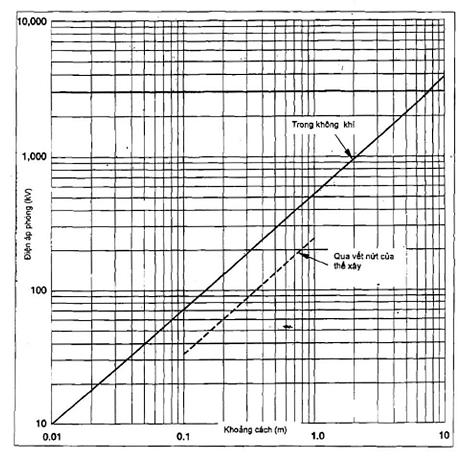 10,000
Trong không khí
1,000
Điện áp phóng (kV)
Qua vết nứt của
thể xây
100
10
0.01
0.1
Khoảng cách (m)
1.0
10